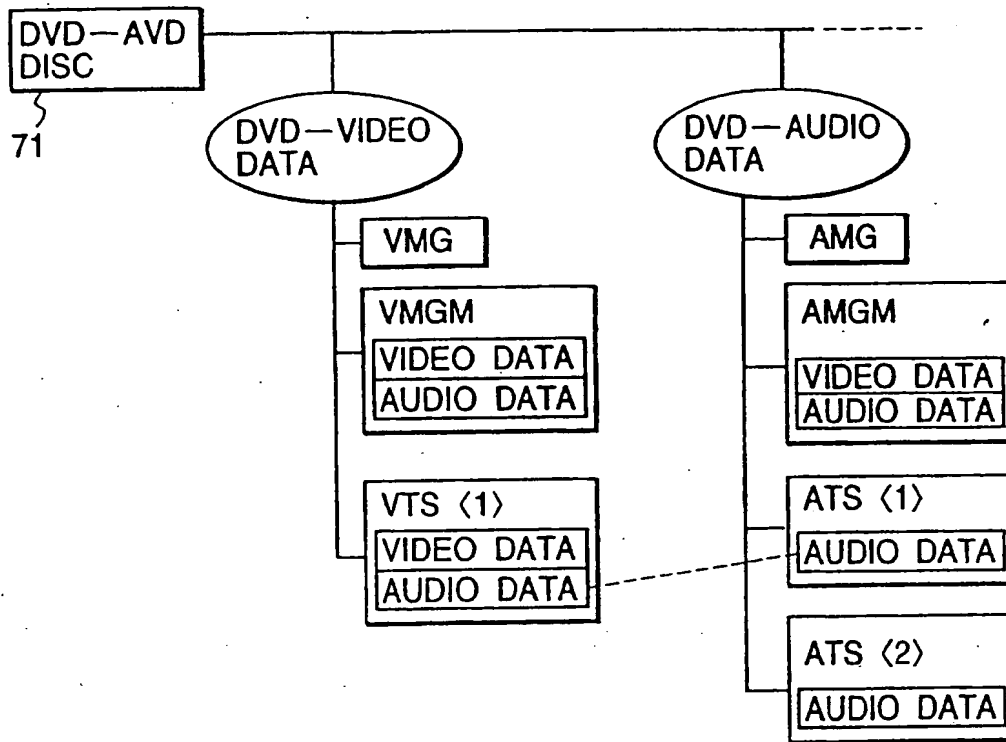 DVD—AVD
DISC
71
DVD—VIDEO
DATA
VMG
VMGM
VIDEO DATA
AUDIO DATA
VTS ⟨1⟩
VIDEO DATA
AUDIO DATA
DVD—AUDIO
DATA
AMG
AMGM
VIDEO DATA
AUDIO DATA
ATS ⟨1⟩
AUDIO DATA
ATS ⟨2⟩
AUDIO DATA